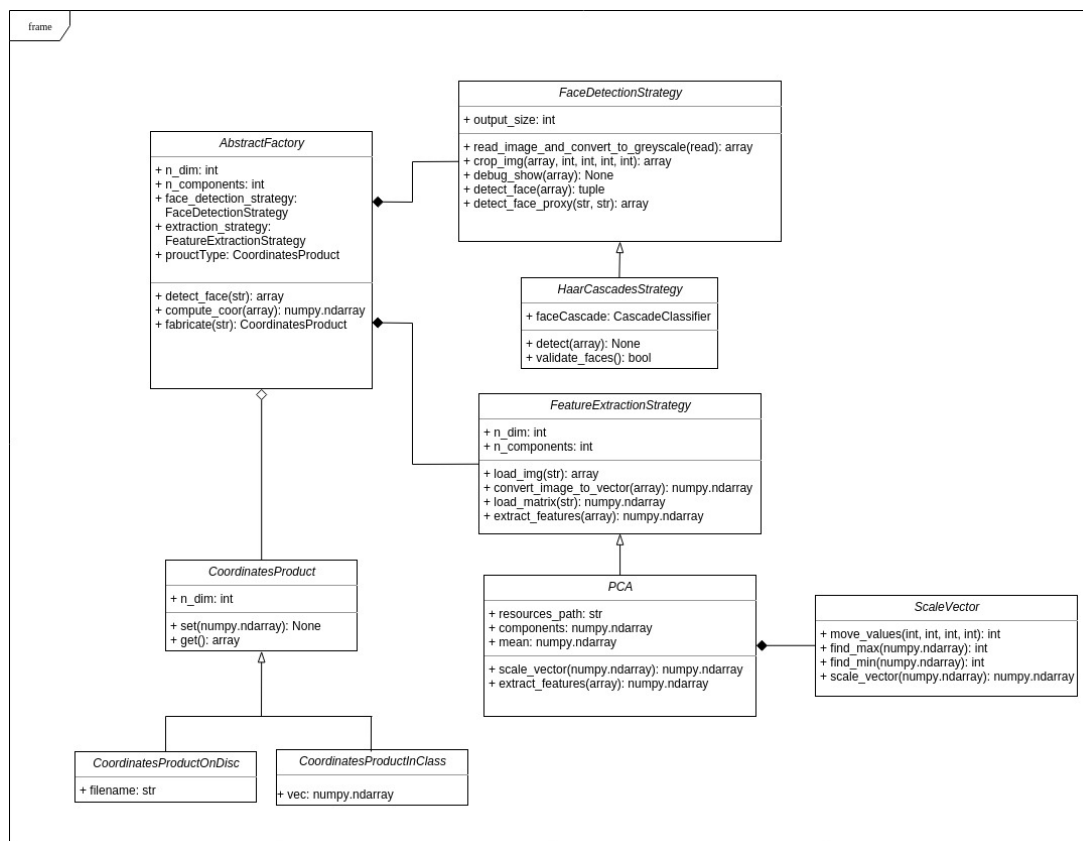 frame
FaceDetectionStrategy
+ output_size: int
+ read_image_and_convert_to_greyscale(read): array
+ crop_img(array, int, int, int, int): array
+ debug_show(array): None
+ detect_face(array): tuple
+ detect_face_proxy(str, str): array
AbstractFactory
+ n_dim: int
+ n_components: int
+ face_detection_strategy:
FaceDetectionStrategy
+ extraction_strategy:
FeatureExtractionStrategy
+ prouctType: CoordinatesProduct
+ detect_face(str): array
+ compute_coor(array): numpy.ndarray
+ fabricate(str): CoordinatesProduct
HaarCascadesStrategy
+ faceCascade: CascadeClassifier
+ detect(array): None
+ validate_faces(): bool
FeatureExtractionStrategy
+ n_dim: int
+ n_components: int
+ load_img(str): array
+ convert_image_to_vector(array): numpy.ndarray
+ load_matrix(str): numpy.ndarray
+ extract_features(array): numpy.ndarray
CoordinatesProduct
+ n_dim: int
+ set(numpy.ndarray): None
+ get(): array
PCA
+ resources_path: str
+ components: numpy.ndarray
+ mean: numpy.ndarray
+ scale_vector(numpy.ndarray): numpy.ndarray
+ extract_features(array): numpy.ndarray
ScaleVector
+ move_values(int, int, int, int): int
+ find_max(numpy.ndarray): int
+ find_min(numpy.ndarray): int
+ scale_vector(numpy.ndarray): numpy.ndarray
CoordinatesProductOnDisc
+ filename: str
CoordinatesProductInClass
+ vec: numpy.ndarray